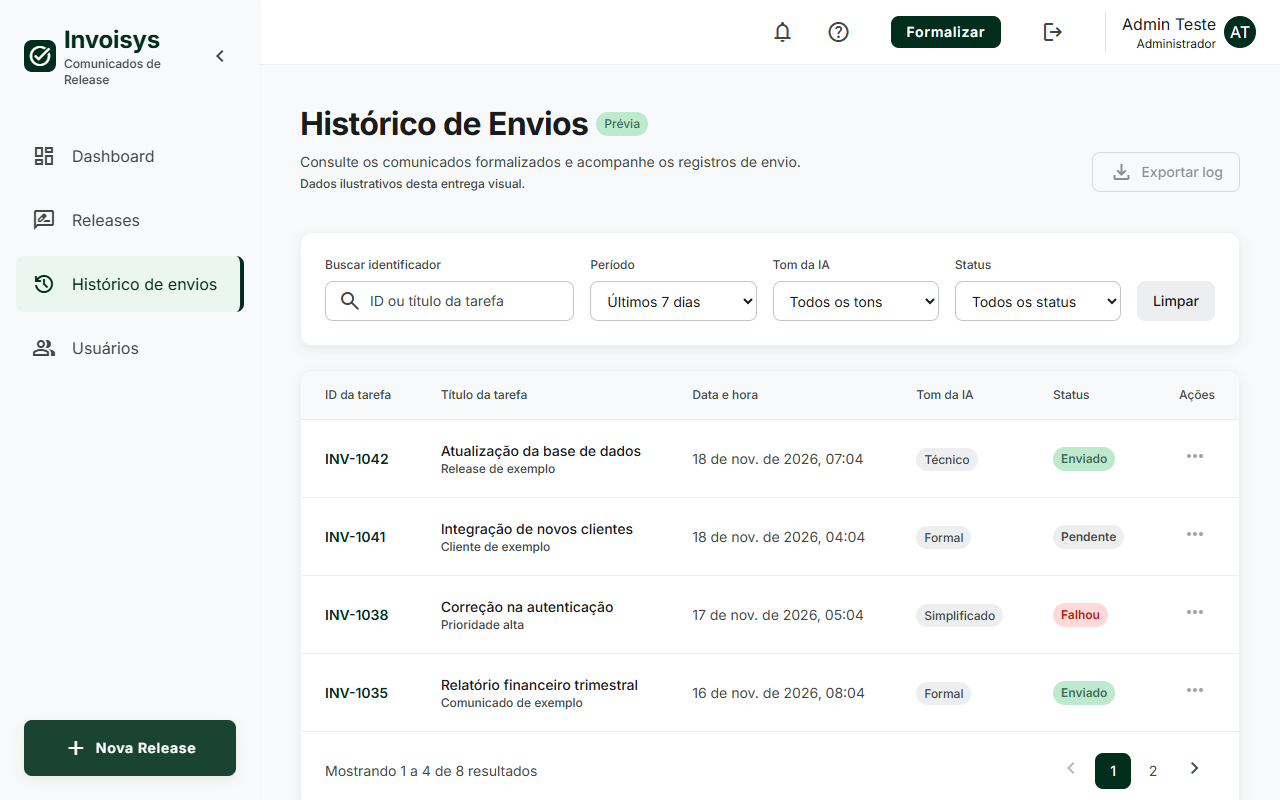 Invoisys
Comunicados de
Release
Formalizar
Admin Teste
Administrador
AT
Dashboard
Releases
Histórico de envios
Usuários
Nova Release
Histórico de Envios
Prévia
Consulte os comunicados formalizados e acompanhe os registros de envio.
Dados ilustrativos desta entrega visual.
Exportar log
Buscar identificador
Período
Tom da IA
Status
ID ou título da tarefa
Últimos 7 dias
Todos os tons
Todos os status
Limpar
ID da tarefa Título da tarefa Data e hora Tom da IA Status Ações
INV-1042 Atualização da base de dados 18 de nov. de 2026, 07:04 Técnico Enviado
Release de exemplo
INV-1041 Integração de novos clientes 18 de nov. de 2026, 04:04 Formal Pendente
Cliente de exemplo
INV-1038 Correção na autenticação 17 de nov. de 2026, 05:04 Simplificado Falhou
Prioridade alta
INV-1035 Relatório financeiro trimestral 16 de nov. de 2026, 08:04 Formal Enviado
Comunicado de exemplo
Mostrando 1 a 4 de 8 resultados
1 2